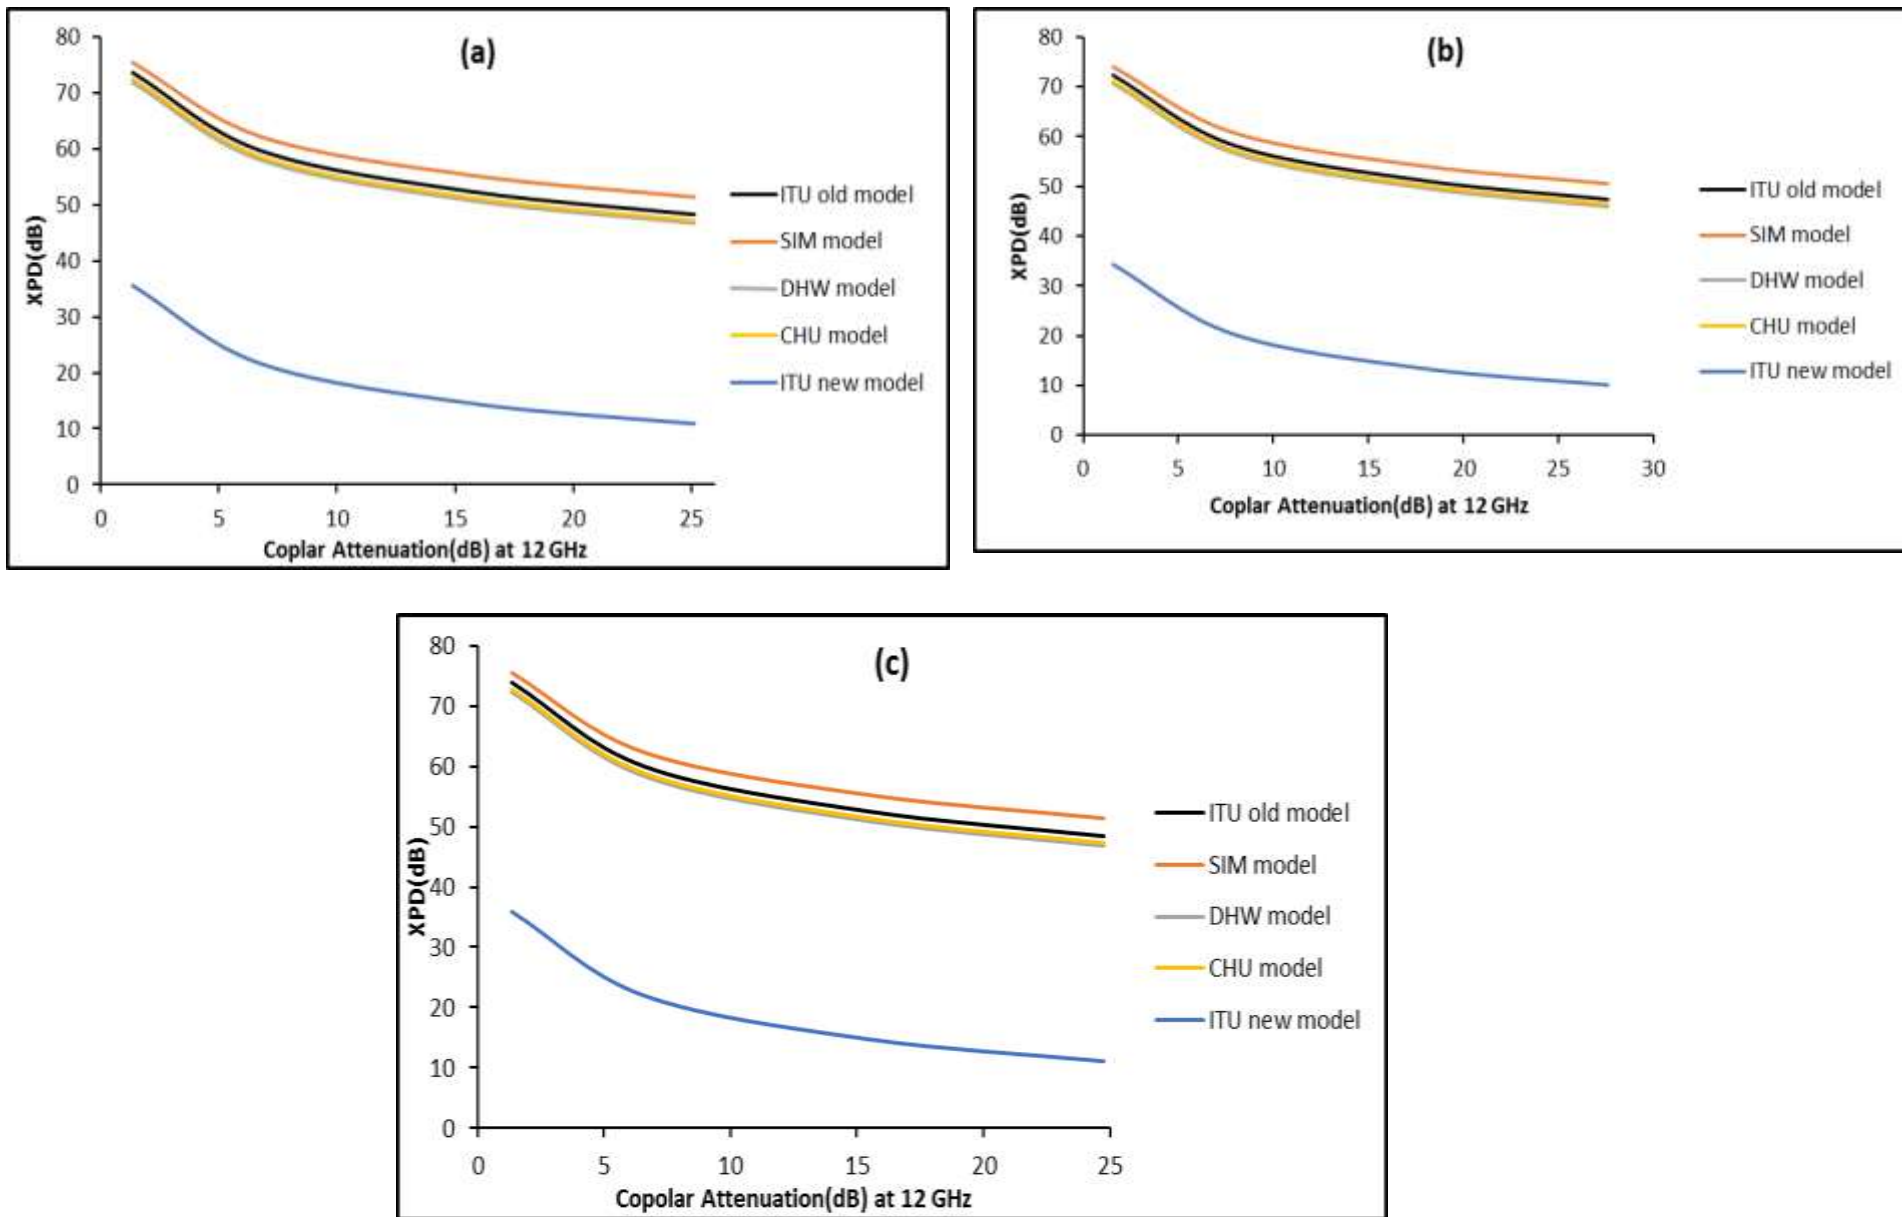 (a)
80
70
60
50
40
30
20
10
0
XPD(dB)
0 5 10 15 20 25
Coplar Attenuation(dB) at 12 GHz
ITU old model
SIM model
DHW model
CHU model
ITU new model
(b)
80
70
60
50
40
30
20
10
0
XPD(dB)
0 5 10 15 20 25 30
Coplar Attenuation(dB) at 12 GHz
ITU old model
SIM model
DHW model
CHU model
ITU new model
(c)
80
70
60
50
40
30
20
10
0
XPD(dB)
0 5 10 15 20 25
Copolar Attenuation(dB) at 12 GHz
ITU old model
SIM model
DHW model
CHU model
ITU new model